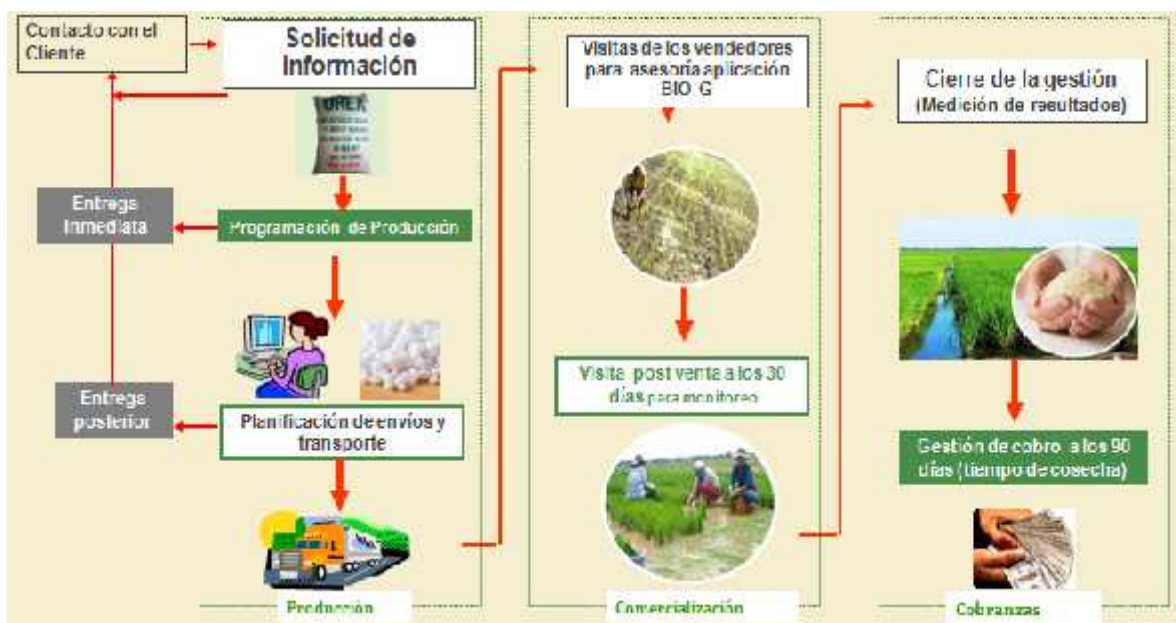 Contacto con el
Cliente
Solicitud de
Información
UREA
Entrega
Inmediata
Programación de Producción
Entrega
posterior
Planificación de envíos y
transporte
Producción
Visitas de los vendedores
para asesoría aplicación
BIO G
Visita post venta a los 30
días para monitoreo
Comercialización
Cierre de la gestión
(Medición de resultados)
Gestión de cobro a los 90
días (tiempo de cosecha)
Cobranzas